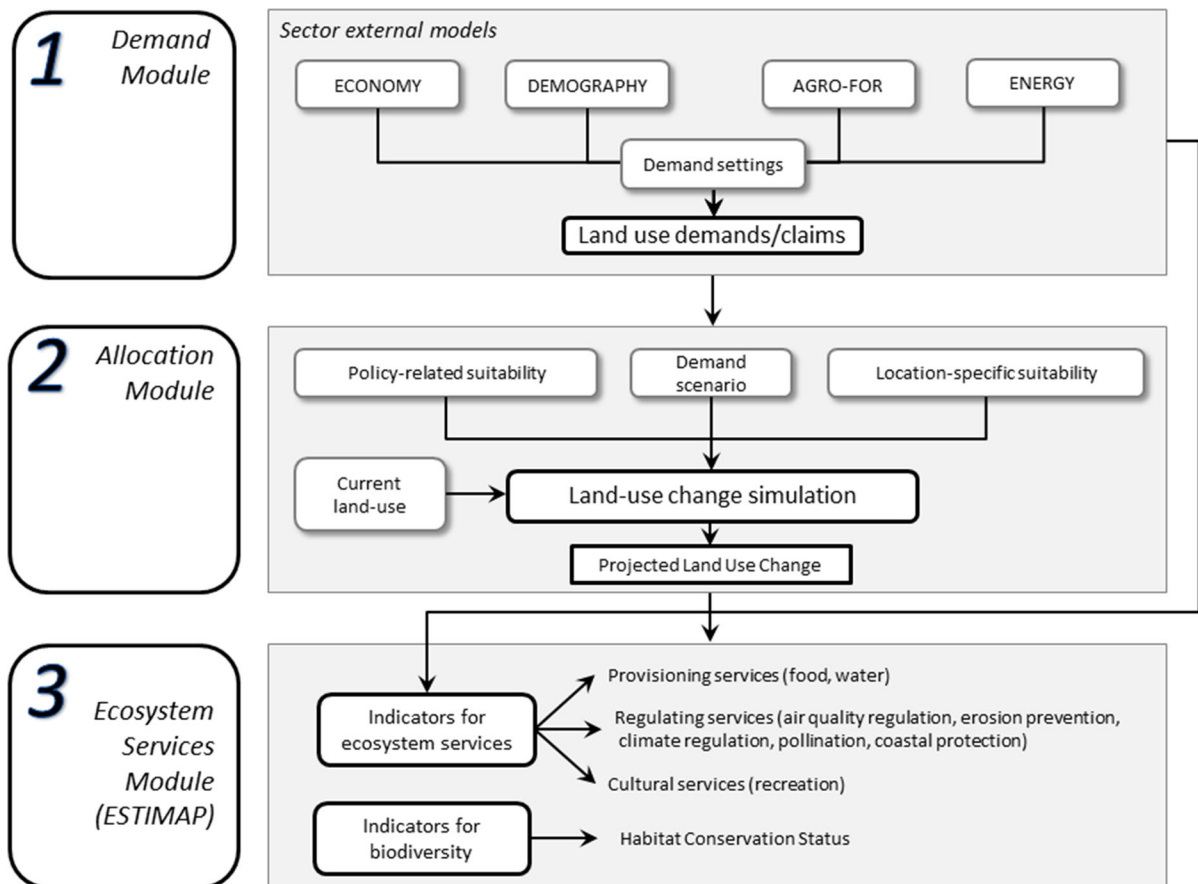 1 Demand
Module
Sector external models
ECONOMY
DEMOGRAPHY
AGRO-FOR
ENERGY
Demand settings
Land use demands/claims
2 Allocation
Module
Policy-related suitability
Demand
scenario
Location-specific suitability
Current
land-use
Land-use change simulation
Projected Land Use Change
3
Ecosystem
Services
Module
(ESTIMAP)
Indicators for
ecosystem services
Provisioning services (food, water)
Regulating services (air quality regulation, erosion prevention,
climate regulation, pollination, coastal protection)
Cultural services (recreation)
Indicators for
biodiversity
Habitat Conservation Status